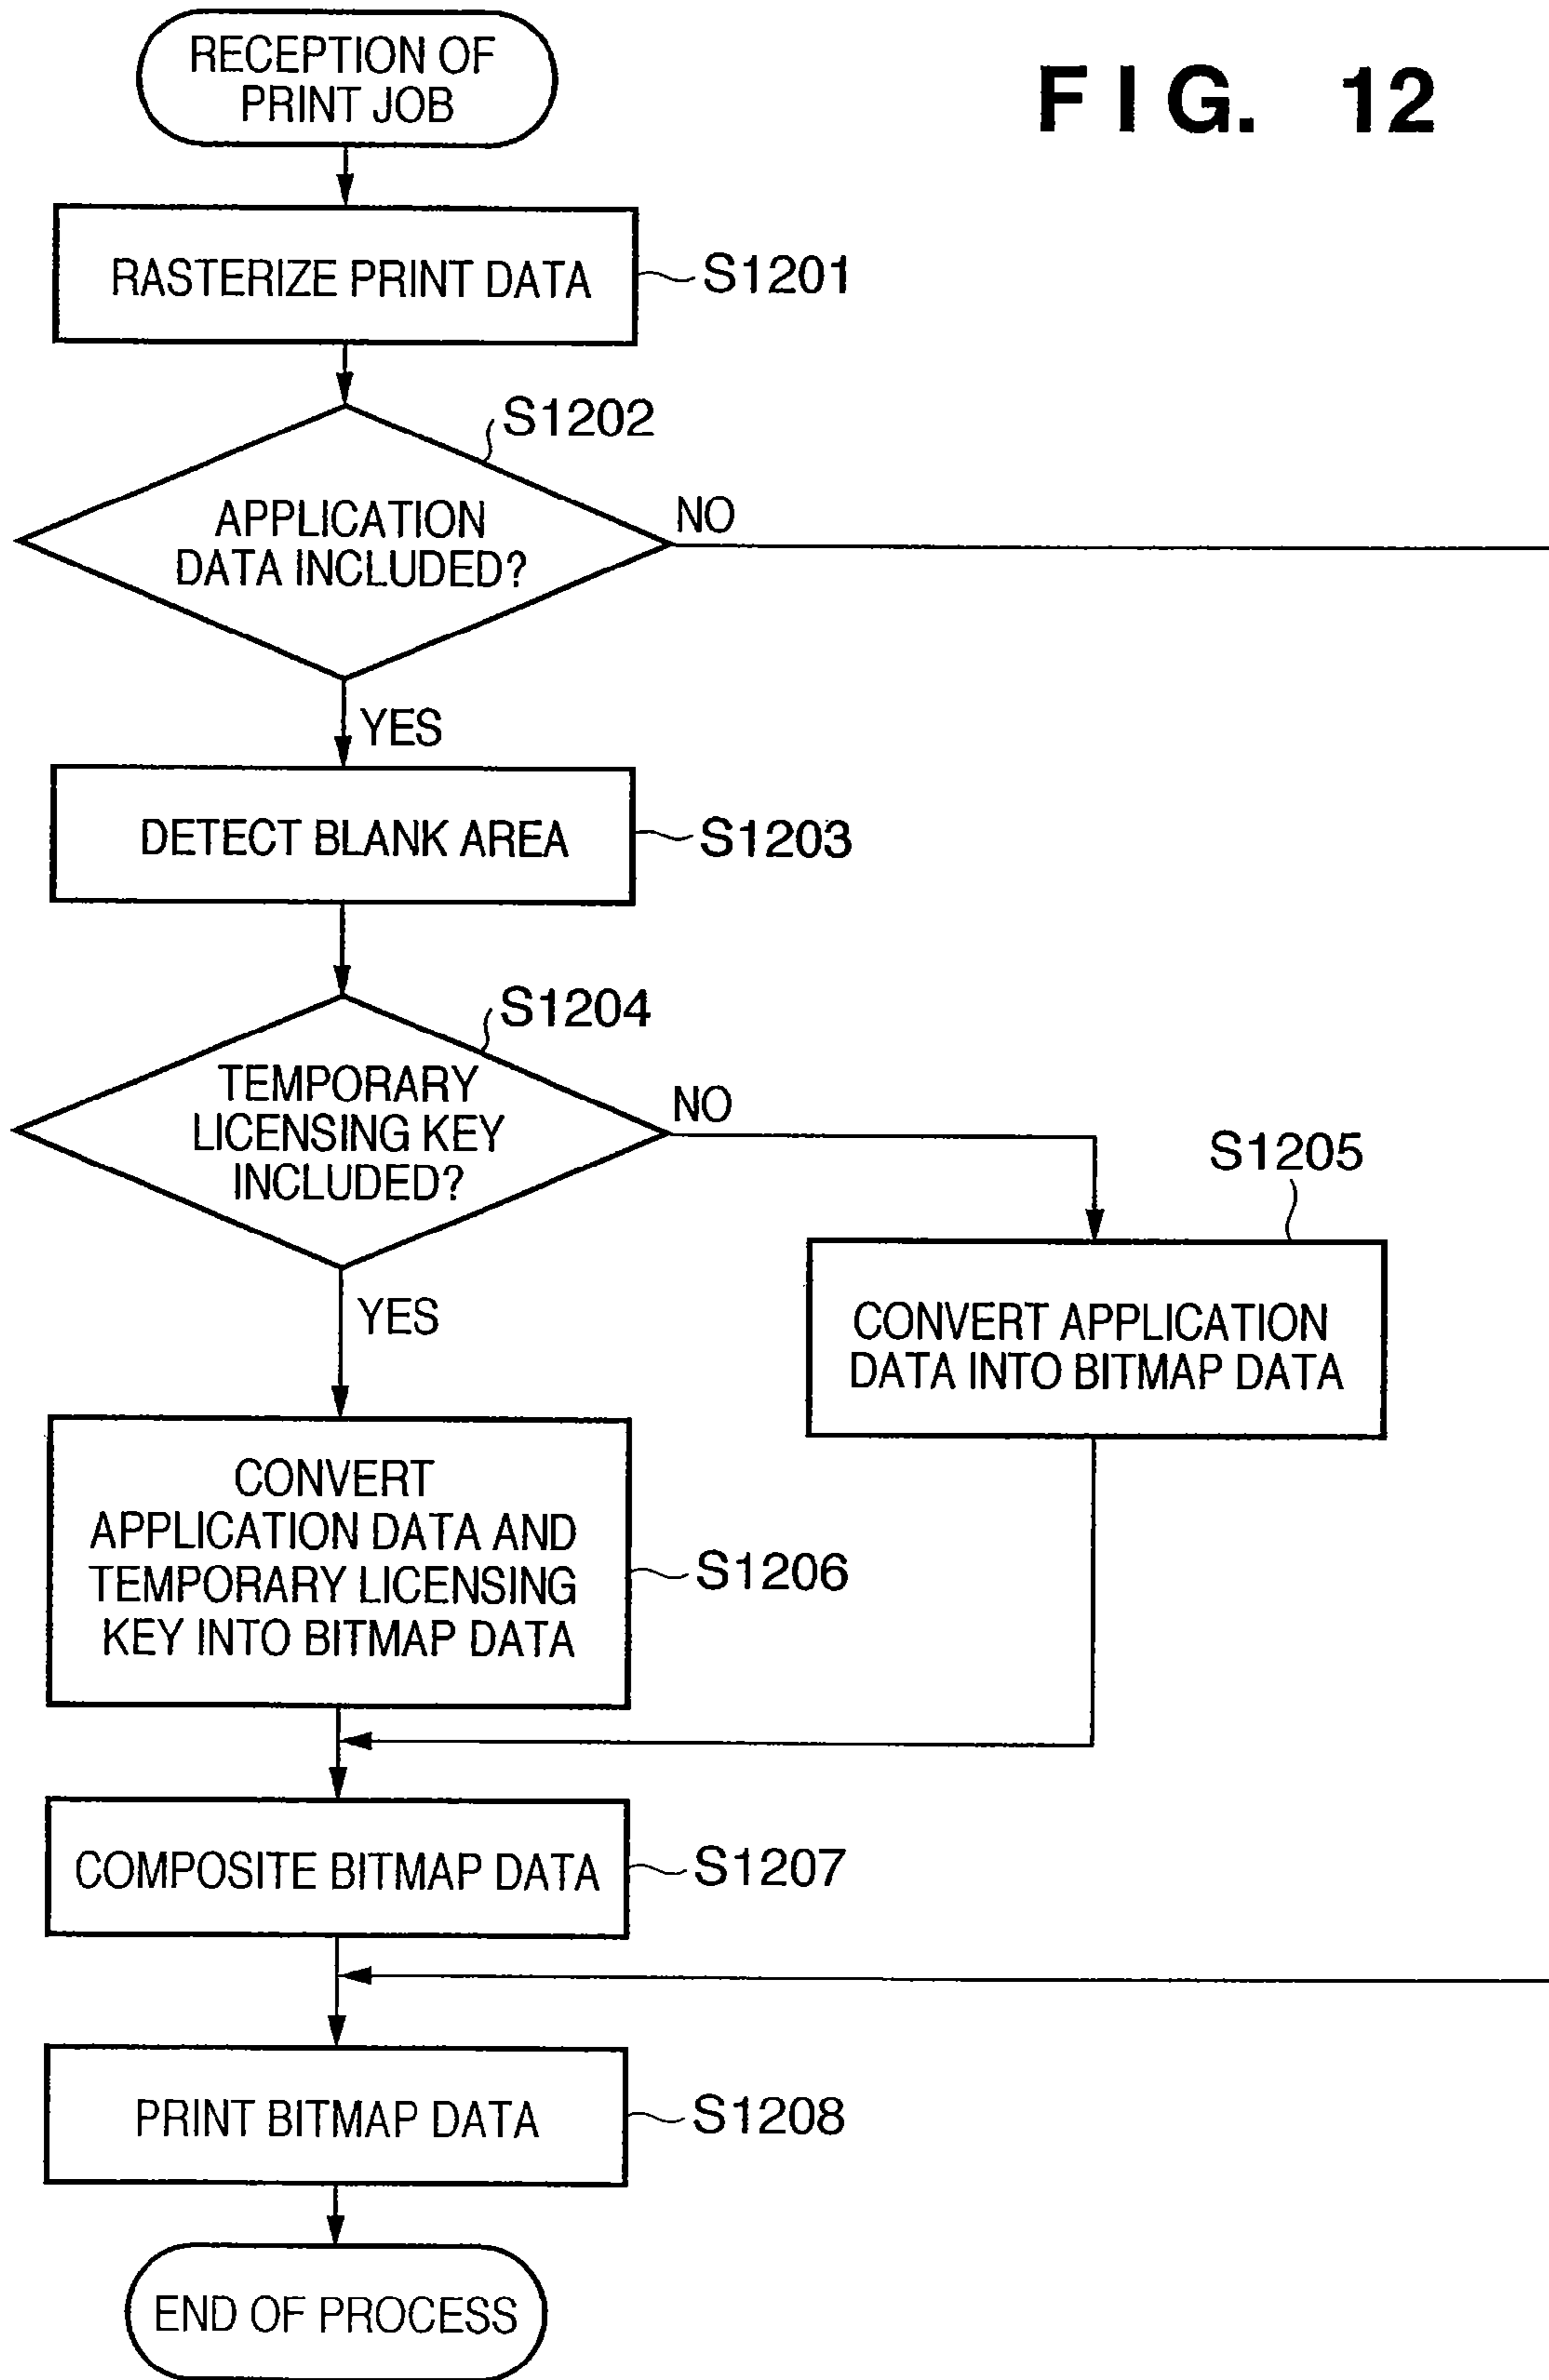 FIG. 12
RECEPTION OF
PRINT JOB
RASTERIZE PRINT DATA
S1201
S1202
APPLICATION
DATA INCLUDED?
NO
YES
DETECT BLANK AREA
S1203
S1204
TEMPORARY
LICENSING KEY
INCLUDED?
NO
YES
S1205
CONVERT APPLICATION
DATA INTO BITMAP DATA
CONVERT
APPLICATION DATA AND
TEMPORARY LICENSING
KEY INTO BITMAP DATA
S1206
COMPOSITE BITMAP DATA
S1207
PRINT BITMAP DATA
S1208
END OF PROCESS